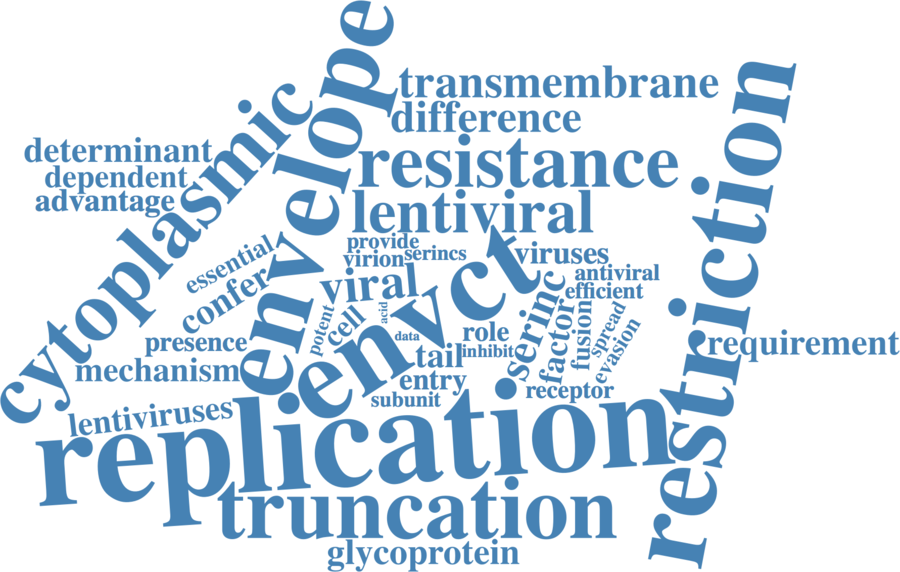 envelope
transmembrane
difference
restriction
cytoplasmic
determinant
dependent
advantage
resistance
lentiviral
provide
virion
serincs
viruses
essential
confer
viral
envvct
antiviral
efficient
serinc
factor
fusion
spread
evasion
potent
cell
acid
data
role
inhibit
tail
entry
subunit
receptor
presence
mechanism
requirement
lentiviruses
replication
truncation
glycoprotein